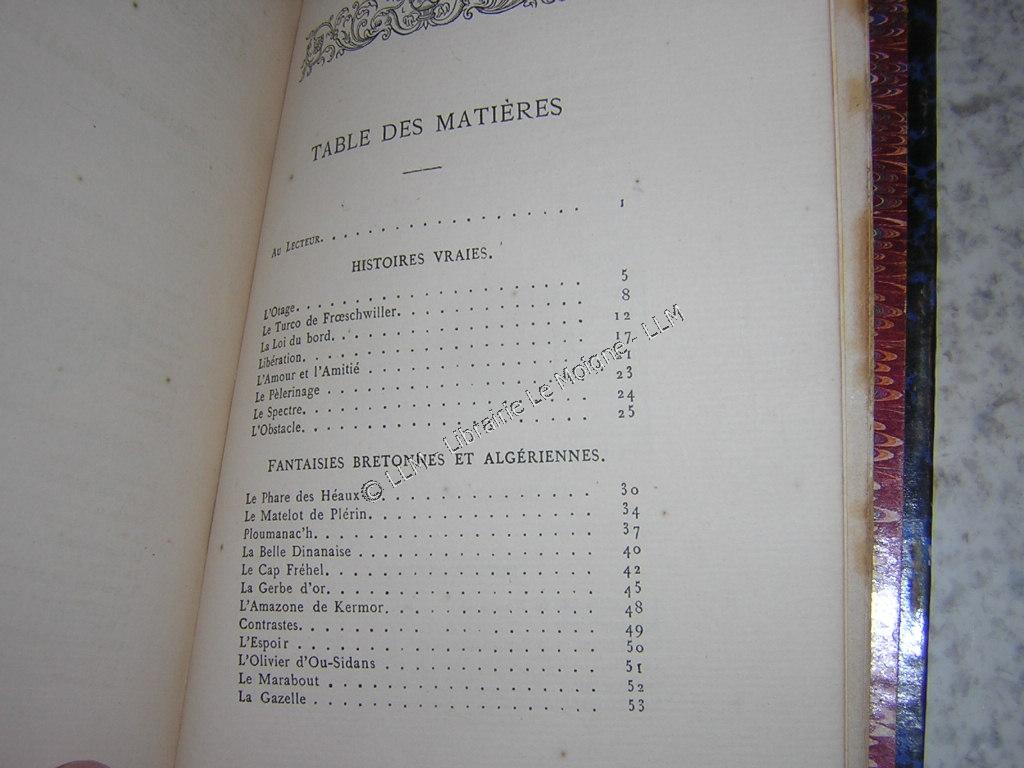 TABLE DES MATIÈRES
Au Lecteur. . . . . . . . . . . . . . . . 1
HISTOIRES VRAIES.
L'Otage. . . . . . . . . . . . . . . . 5
Le Turco de Frœschwiller. . . . . . . . . . . 8
La Loi du bord. . . . . . . . . . . . . . 12
Libération. . . . . . . . . . . . . . . . 17
L'Amour et l'Amitié . . . . . . . . . . . . 21
Le Pèlerinage . . . . . . . . . . . . . . 23
Le Spectre. . . . . . . . . . . . . . . . 24
L'Obstacle. . . . . . . . . . . . . . . . 25
FANTAISIES BRETONNES ET ALGÉRIENNES.
Le Phare des Héaux . . . . . . . . . . . . 30
Le Matelot de Plérin. . . . . . . . . . . . . 34
Ploumanac'h. . . . . . . . . . . . . . . . 37
La Belle Dinanaise . . . . . . . . . . . . . 40
Le Cap Fréhel. . . . . . . . . . . . . . . 42
La Gerbe d'or. . . . . . . . . . . . . . . 45
L'Amazone de Kermor. . . . . . . . . . . . 48
Contrastes. . . . . . . . . . . . . . . . 49
L'Espoir . . . . . . . . . . . . . . . . . 50
L'Olivier d'Ou-Sidans . . . . . . . . . . . . 51
Le Marabout . . . . . . . . . . . . . . . 52
La Gazelle . . . . . . . . . . . . . . . . 53
© LLM - Librairie Le Moigne - LLM